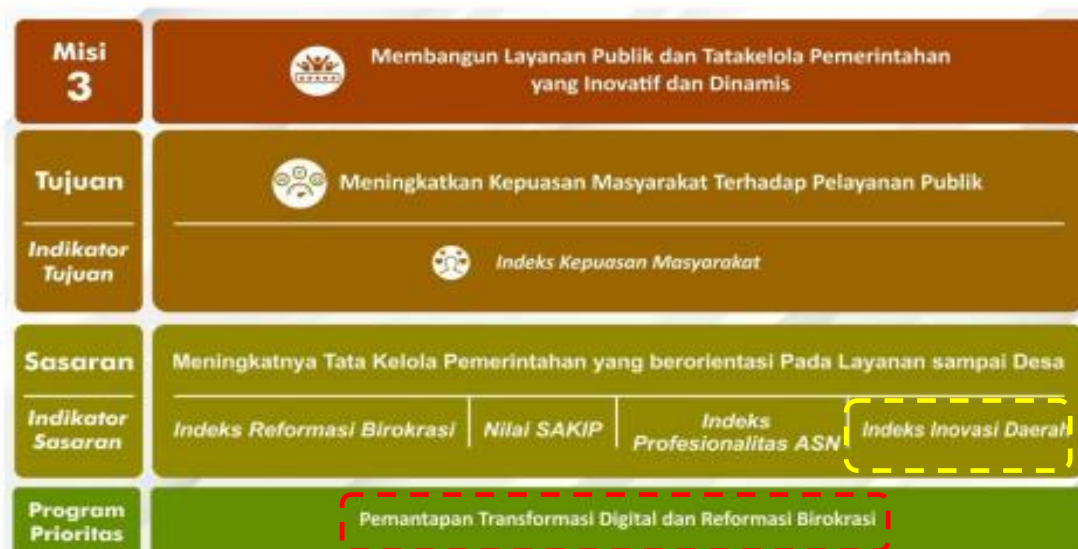 Misi
3
Membangun Layanan Publik dan Tatakelola Pemerintahan
yang Inovatif dan Dinamis
Tujuan
Meningkatkan Kepuasan Masyarakat Terhadap Pelayanan Publik
Indikator
Tujuan
Indeks Kepuasan Masyarakat
Sasaran
Meningkatnya Tata Kelola Pemerintahan yang berorientasi Pada Layanan sampai Desa
Indikator
Sasaran
Indeks Reformasi Birokrasi
Nilai SAKIP
Indeks
Profesionalitas ASN
Indeks Inovasi Daerah
Program
Prioritas
Pemantapan Transformasi Digital dan Reformasi Birokrasi